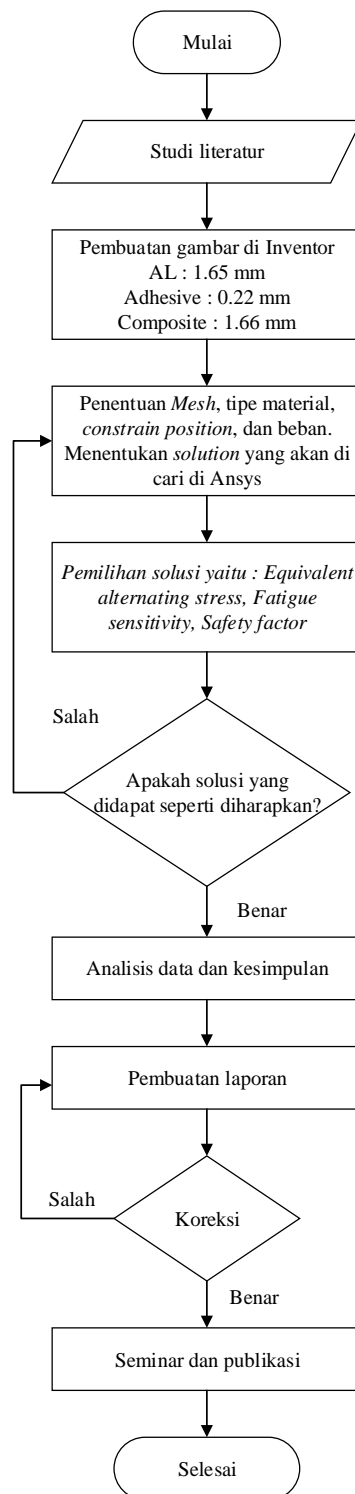 Mulai
Studi literatur
Pembuatan gambar di Inventor
AL : 1.65 mm
Adhesive : 0.22 mm
Composite : 1.66 mm
Penentuan Mesh, tipe material,
constrain position, dan beban.
Menentukan solution yang akan di
cari di Ansys
Pemilihan solusi yaitu : Equivalent
alternating stress, Fatigue
sensitivity, Safety factor
Salah
Apakah solusi yang
didapat seperti diharapkan?
Benar
Analisis data dan kesimpulan
Pembuatan laporan
Salah
Koreksi
Benar
Seminar dan publikasi
Selesai